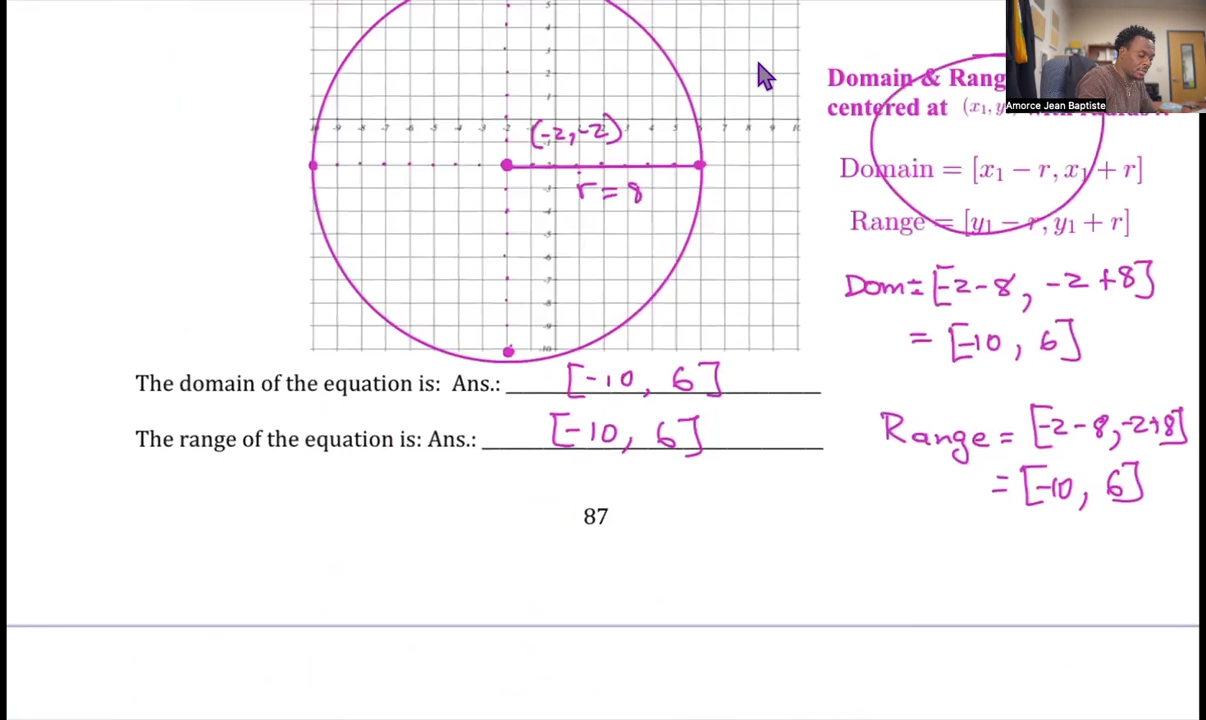 (-2,-2)
r = 8
Domain & Rang
centered at (x₁, y
Amorce Jean Baptiste
Domain = [x₁ − r, x₁ + r]
Range = [y₁ − r, y₁ + r]
Dom = [-2-8, -2+8]
= [-10, 6]
The domain of the equation is: Ans.: [-10, 6]
The range of the equation is: Ans.: [-10, 6]
Range = [-2-8,-2+8]
= [-10, 6]
87